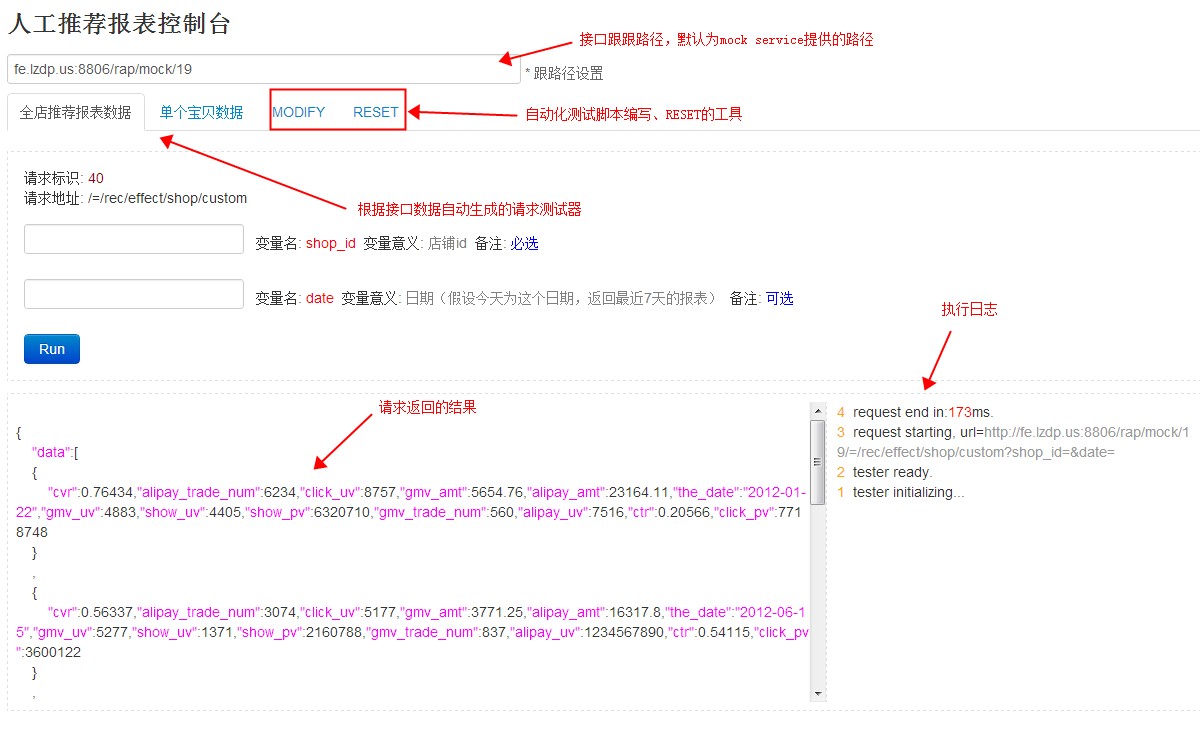 人工推荐报表控制台
接口跟跟路径，默认为mock service提供的路径
fe.lzdp.us:8806/rap/mock/19
* 跟路径设置
全店推荐报表数据 单个宝贝数据 MODIFY RESET
自动化测试脚本编写、RESET的工具
请求标识: 40
请求地址: /=/rec/effect/shop/custom
根据接口数据自动生成的请求测试器
变量名: shop_id 变量意义: 店铺id 备注: 必选
变量名: date 变量意义: 日期（假设今天为这个日期，返回最近7天的报表） 备注: 可选
执行日志
Run
请求返回的结果
{
"data":[
{
"cvr":0.76434,"alipay_trade_num":6234,"click_uv":8757,"gmv_amt":5654.76,"alipay_amt":23164.11,"the_date":"2012-01-
22","gmv_uv":4883,"show_uv":4405,"show_pv":6320710,"gmv_trade_num":560,"alipay_uv":7516,"ctr":0.20566,"click_pv":771
8748
}
,
{
"cvr":0.56337,"alipay_trade_num":3074,"click_uv":5177,"gmv_amt":3771.25,"alipay_amt":16317.8,"the_date":"2012-06-1
5","gmv_uv":5277,"show_uv":1371,"show_pv":2160788,"gmv_trade_num":837,"alipay_uv":1234567890,"ctr":0.54115,"click_pv
":3600122
}
,
4 request end in:173ms.
3 request starting, url=http://fe.lzdp.us:8806/rap/mock/1
9/=/rec/effect/shop/custom?shop_id=&date=
2 tester ready.
1 tester initializing...